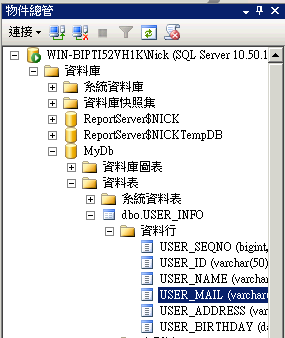 物件總管
連接
WIN-BIPTI52VH1K\Nick (SQL Server 10.50.1
資料庫
系統資料庫
資料庫快照集
ReportServer$NICK
ReportServer$NICKTempDB
MyDb
資料庫圖表
資料表
系統資料表
dbo.USER_INFO
資料行
USER_SEQNO (bigint,
USER_ID (varchar(50)
USER_NAME (varchar
USER_MAIL (varchar(
USER_ADDRESS (var
USER_BIRTHDAY (da